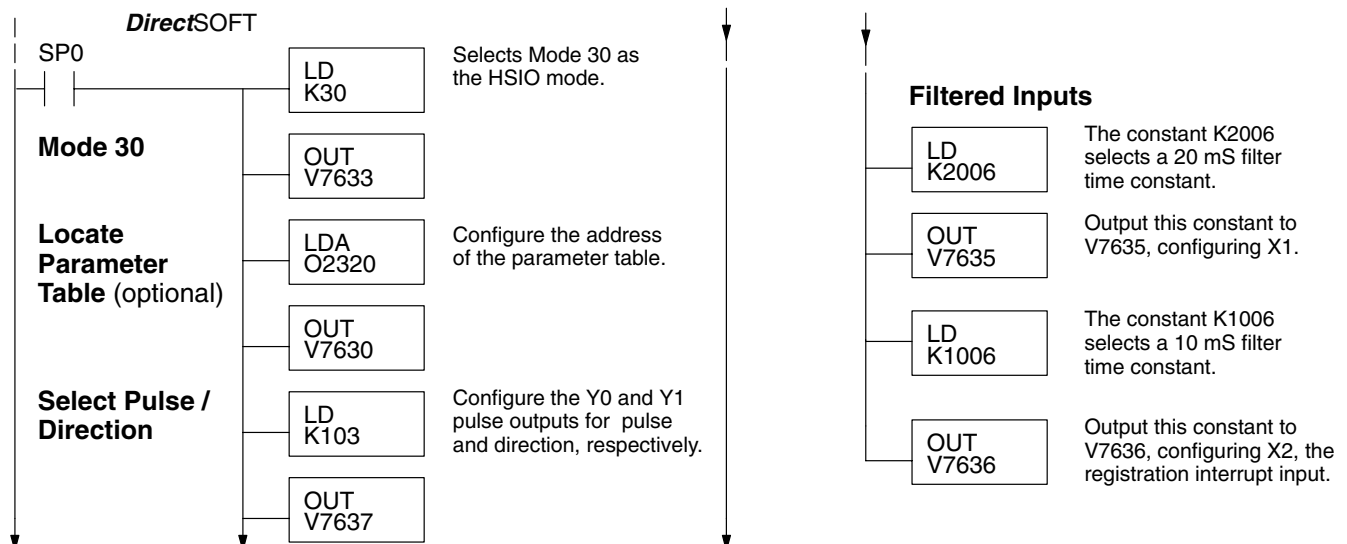 DirectSOFT
SP0
LD
K30
Selects Mode 30 as
the HSIO mode.
Mode 30
OUT
V7633
Locate
Parameter
Table (optional)
LDA
O2320
Configure the address
of the parameter table.
OUT
V7630
Select Pulse /
Direction
LD
K103
Configure the Y0 and Y1
pulse outputs for pulse
and direction, respectively.
OUT
V7637
Filtered Inputs
LD
K2006
The constant K2006
selects a 20 mS filter
time constant.
OUT
V7635
Output this constant to
V7635, configuring X1.
LD
K1006
The constant K1006
selects a 10 mS filter
time constant.
OUT
V7636
Output this constant to
V7636, configuring X2, the
registration interrupt input.